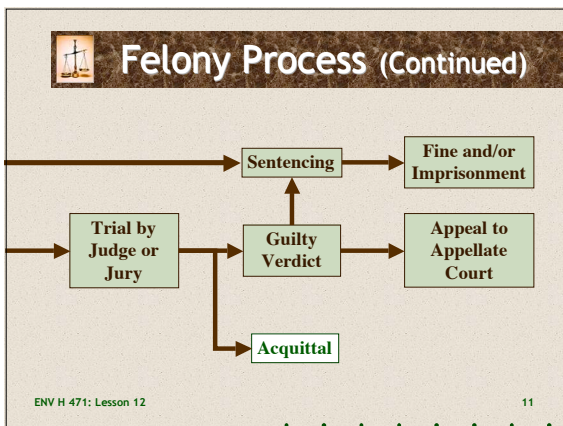 Felony Process (Continued)
Sentencing
Fine and/or
Imprisonment
Trial by
Judge or
Jury
Guilty
Verdict
Appeal to
Appellate
Court
Acquittal
ENV H 471: Lesson 12
11